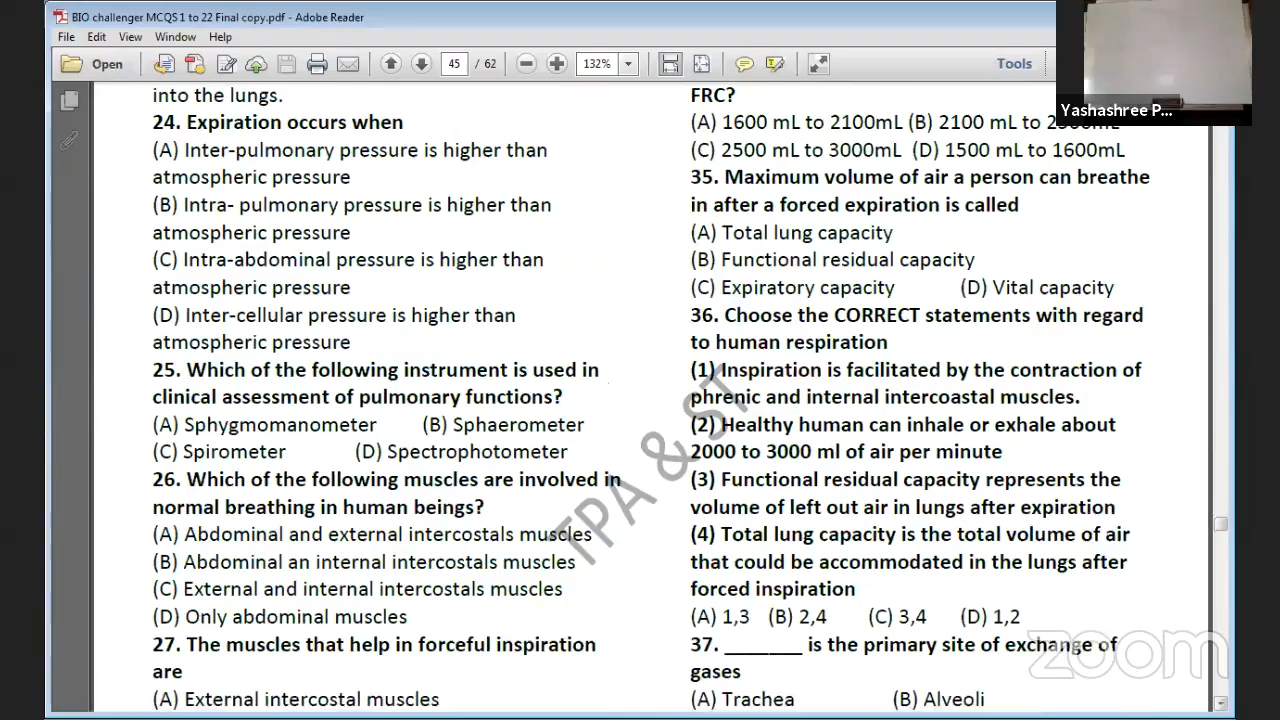 BIO challenger MCQS 1 to 22 Final copy.pdf - Adobe Reader
File Edit View Window Help
Open 45 / 62 132% Tools
Yashashree P...
into the lungs.
24. Expiration occurs when
(A) Inter-pulmonary pressure is higher than
atmospheric pressure
(B) Intra- pulmonary pressure is higher than
atmospheric pressure
(C) Intra-abdominal pressure is higher than
atmospheric pressure
(D) Inter-cellular pressure is higher than
atmospheric pressure
25. Which of the following instrument is used in
clinical assessment of pulmonary functions?
(A) Sphygmomanometer (B) Sphaerometer
(C) Spirometer (D) Spectrophotometer
26. Which of the following muscles are involved in
normal breathing in human beings?
(A) Abdominal and external intercostals muscles
(B) Abdominal an internal intercostals muscles
(C) External and internal intercostals muscles
(D) Only abdominal muscles
27. The muscles that help in forceful inspiration
are
(A) External intercostal muscles
FRC?
(A) 1600 mL to 2100mL (B) 2100 mL to
(C) 2500 mL to 3000mL (D) 1500 mL to 1600mL
35. Maximum volume of air a person can breathe
in after a forced expiration is called
(A) Total lung capacity
(B) Functional residual capacity
(C) Expiratory capacity (D) Vital capacity
36. Choose the CORRECT statements with regard
to human respiration
(1) Inspiration is facilitated by the contraction of
phrenic and internal intercoastal muscles.
(2) Healthy human can inhale or exhale about
2000 to 3000 ml of air per minute
(3) Functional residual capacity represents the
volume of left out air in lungs after expiration
(4) Total lung capacity is the total volume of air
that could be accommodated in the lungs after
forced inspiration
(A) 1,3 (B) 2,4 (C) 3,4 (D) 1,2
37. _______ is the primary site of exchange of
gases
(A) Trachea (B) Alveoli
TPA & ST
zoom